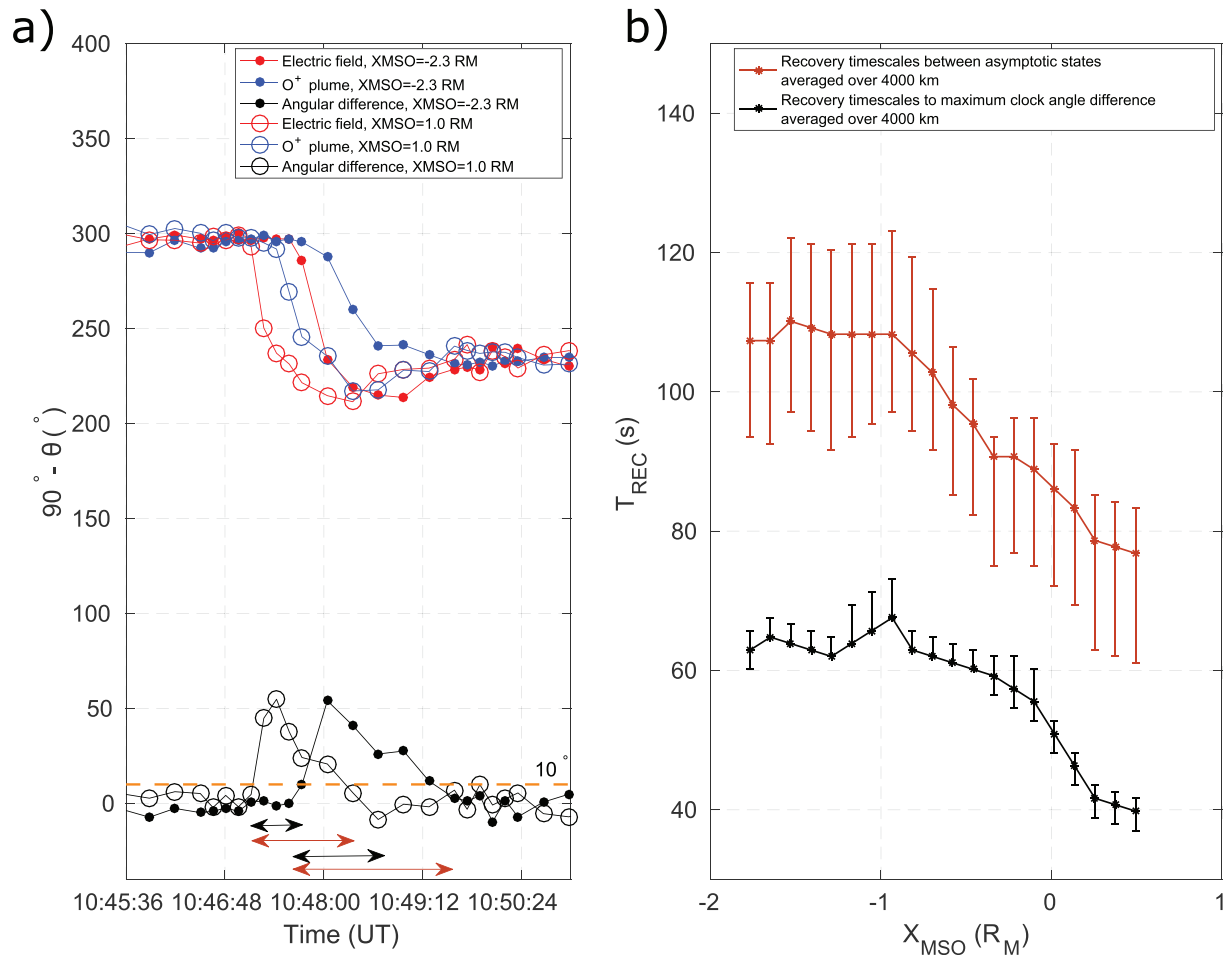 a)
400
350
300
250
200
150
100
50
0
90° - θ (°)
Electric field, XMSO=-2.3 RM
O+ plume, XMSO=-2.3 RM
Angular difference, XMSO=-2.3 RM
Electric field, XMSO=1.0 RM
O+ plume, XMSO=1.0 RM
Angular difference, XMSO=1.0 RM
10°
10:45:36 10:46:48 10:48:00 10:49:12 10:50:24
Time (UT)
b)
140
120
100
80
60
40
T_REC (s)
Recovery timescales between asymptotic states
averaged over 4000 km
Recovery timescales to maximum clock angle difference
averaged over 4000 km
-2 -1 0 1
X_MSO (R_M)